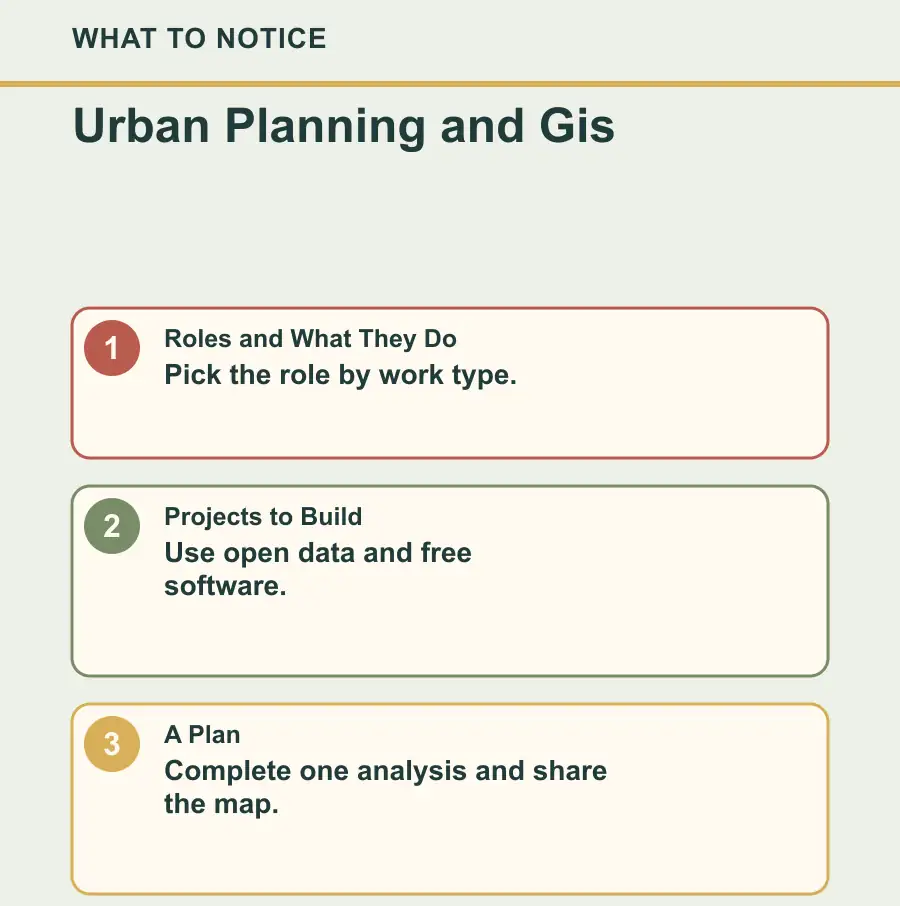 WHAT TO NOTICE
Urban Planning and Gis
1
Roles and What They Do
Pick the role by work type.
2
Projects to Build
Use open data and free
software.
3
A Plan
Complete one analysis and share
the map.